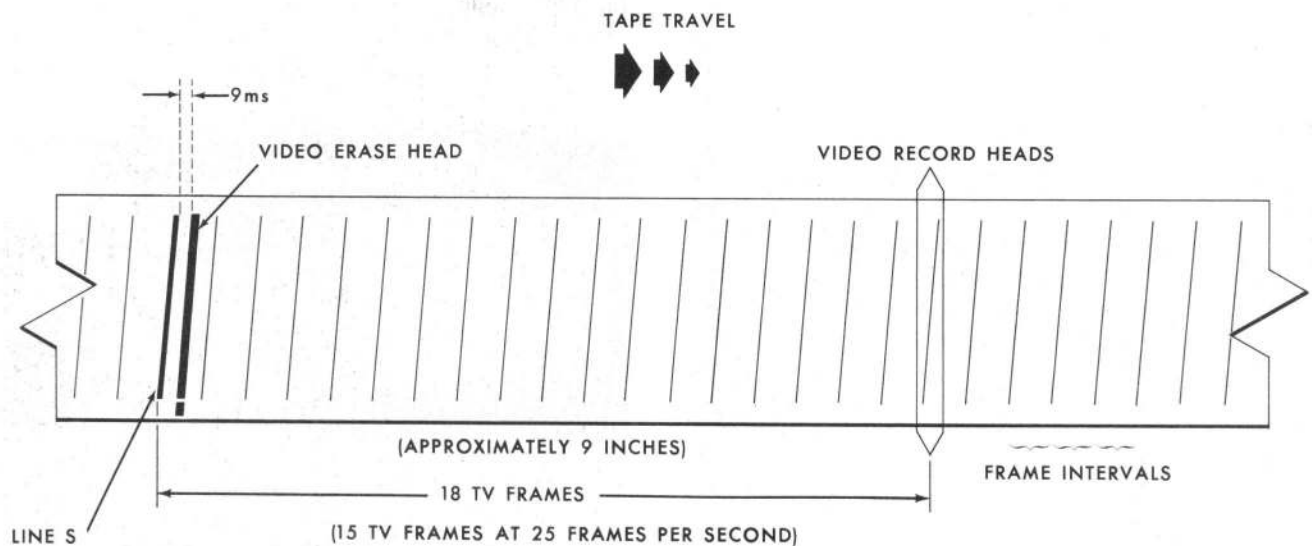 TAPE TRAVEL
9ms
VIDEO ERASE HEAD
VIDEO RECORD HEADS
(APPROXIMATELY 9 INCHES)
FRAME INTERVALS
18 TV FRAMES
LINE S
(15 TV FRAMES AT 25 FRAMES PER SECOND)